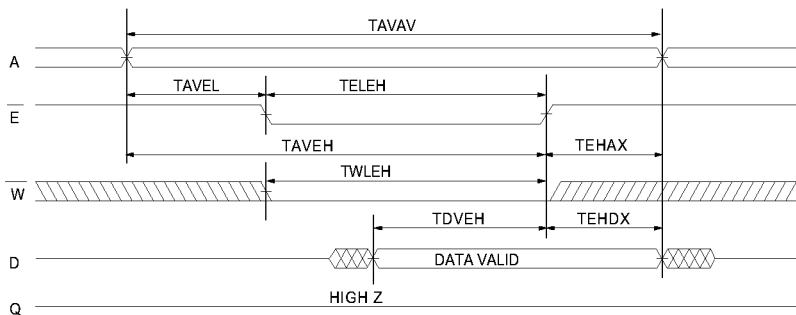 TAVAV
A
TAVEL TELEH
E
TAVEH TEHAX
TWLEH
W
TDVEH TEHDX
D DATA VALID
HIGH Z
Q